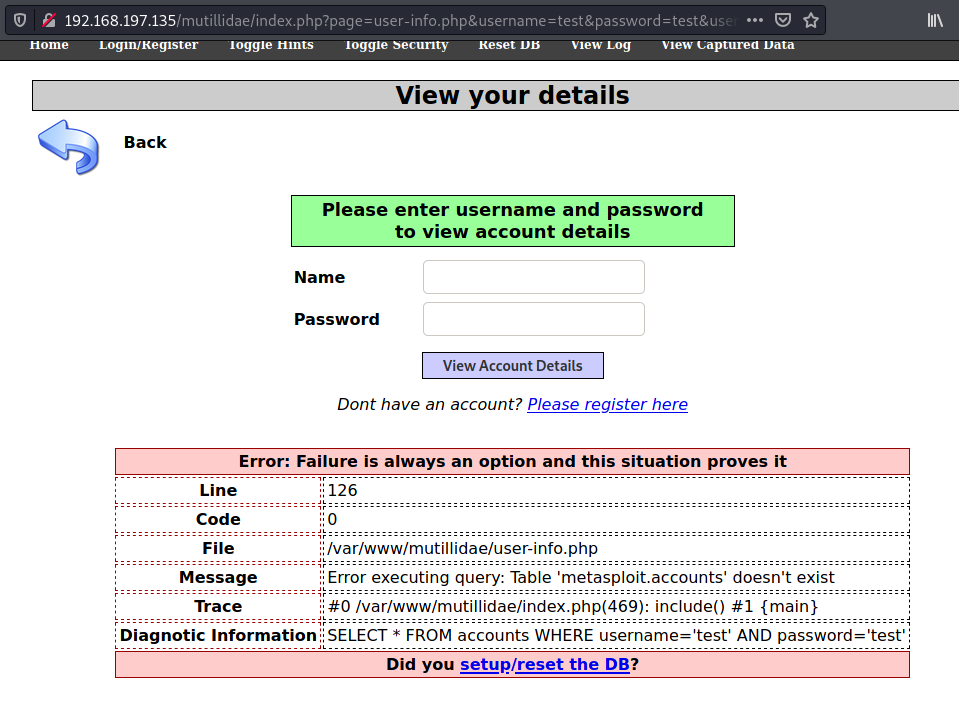 192.168.197.135/mutillidae/index.php?page=user-info.php&username=test&password=test&user
Home Login/Register Toggle Hints Toggle Security Reset DB View Log View Captured Data
View your details
Back
Please enter username and password
to view account details
Name
Password
View Account Details
Dont have an account? Please register here
Error: Failure is always an option and this situation proves it
Line 126
Code 0
File /var/www/mutillidae/user-info.php
Message Error executing query: Table 'metasploit.accounts' doesn't exist
Trace #0 /var/www/mutillidae/index.php(469): include() #1 {main}
Diagnotic Information SELECT * FROM accounts WHERE username='test' AND password='test'
Did you setup/reset the DB?